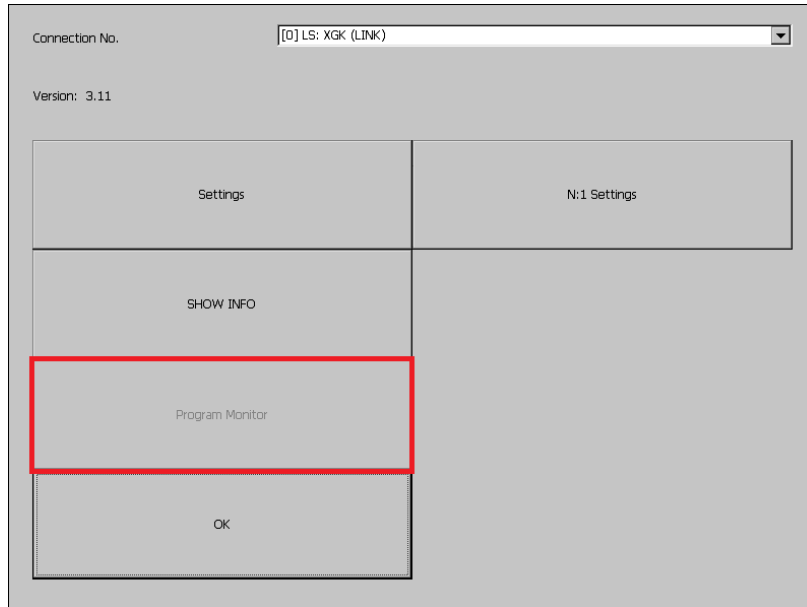 Connection No.
[0] LS: XGK (LINK)
Version: 3.11
Settings
N:1 Settings
SHOW INFO
Program Monitor
OK